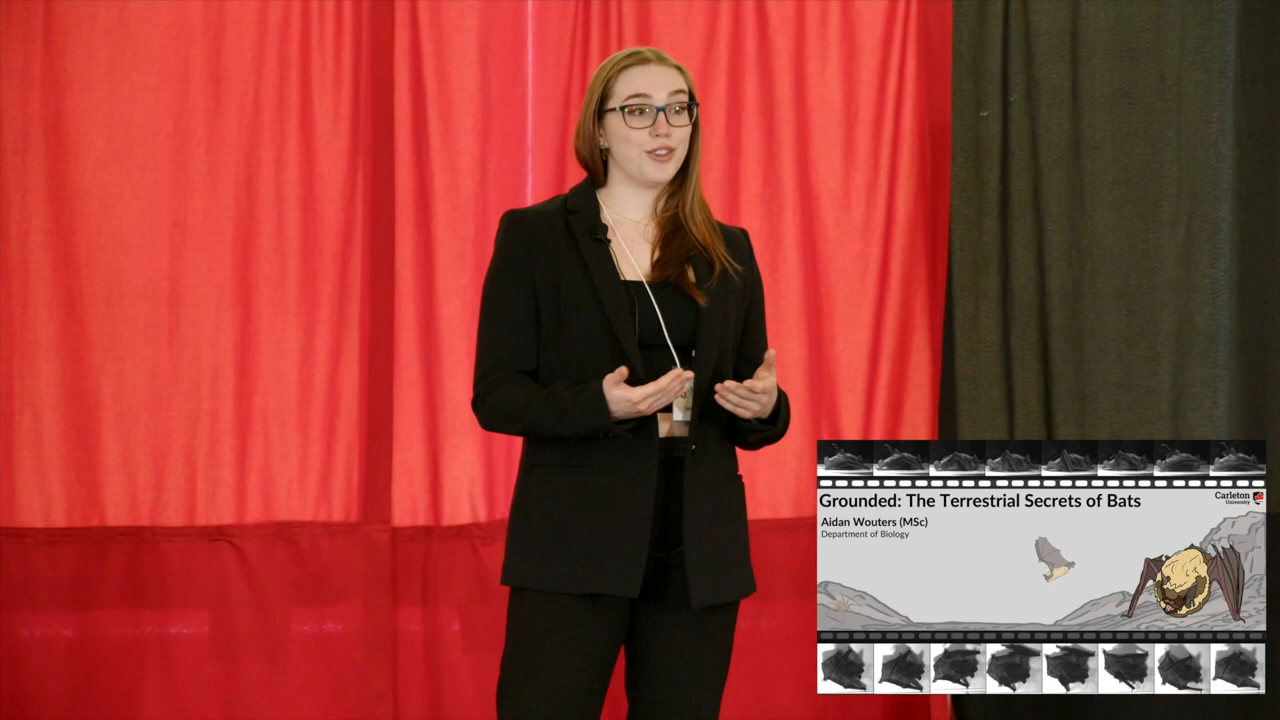 Grounded: The Terrestrial Secrets of Bats
Carleton
University
Aidan Wouters (MSc)
Department of Biology